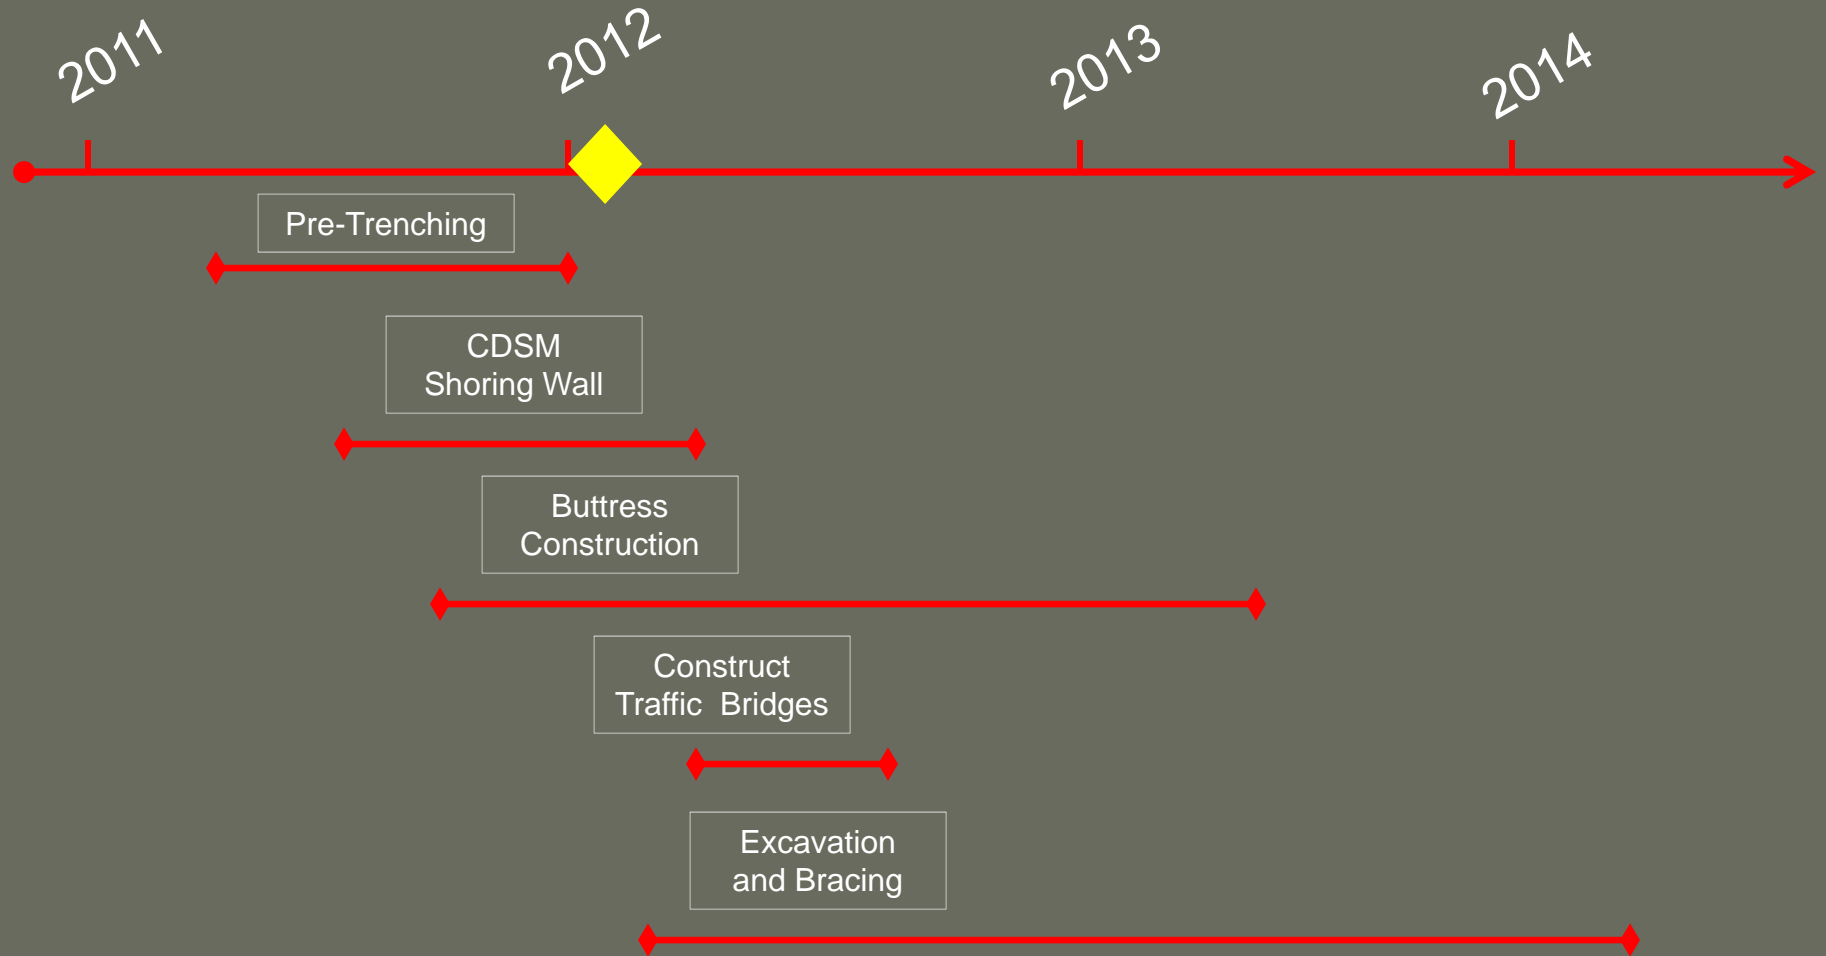 2011
2012
2013
2014
Pre-Trenching
CDSM
Shoring Wall
Buttress
Construction
Construct
Traffic  Bridges
Excavation
and Bracing